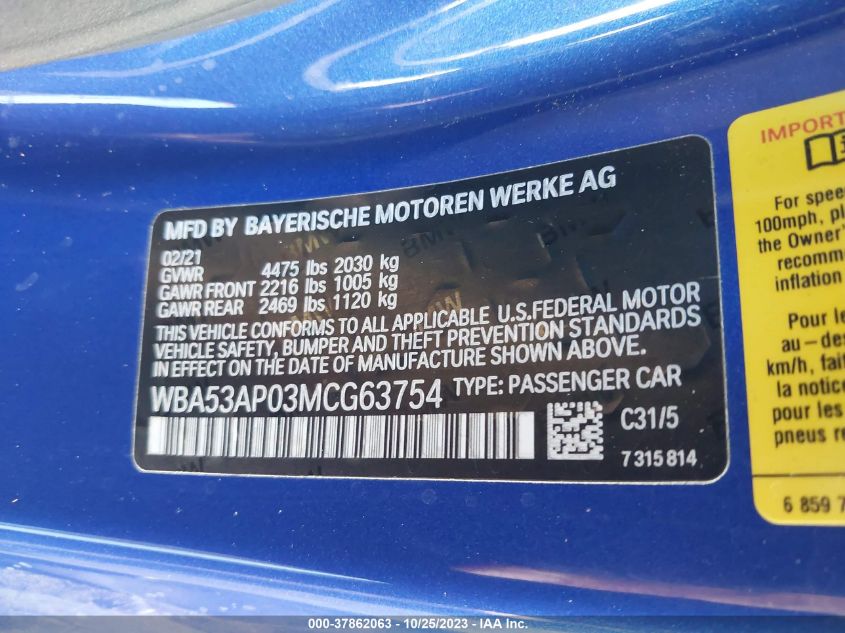 MFD BY BAYERISCHE MOTOREN WERKE AG
02/21
GVWR 4475 lbs 2030 kg
GAWR FRONT 2216 lbs 1005 kg
GAWR REAR 2469 lbs 1120 kg
THIS VEHICLE CONFORMS TO ALL APPLICABLE U.S.FEDERAL MOTOR
VEHICLE SAFETY, BUMPER AND THEFT PREVENTION STANDARDS
IN EFFECT ON THE DATE OF MANUFACTURE SHOWN ABOVE.
WBA53AP03MCG63754 TYPE: PASSENGER CAR
C31/5
7 315 814
For spee
100mph, pl
the Owner'
recomm
inflation
Pour le
au-des
km/h, fait
la notice
pour les
pneus re
6 859 7
000-37862063 - 10/25/2023 - IAA Inc.